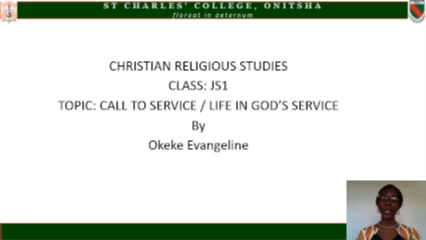 ST CHARLES' COLLEGE, ONITSHA
floreat in aeternum
CHRISTIAN RELIGIOUS STUDIES
CLASS: JS1
TOPIC: CALL TO SERVICE / LIFE IN GOD'S SERVICE
By
Okeke Evangeline